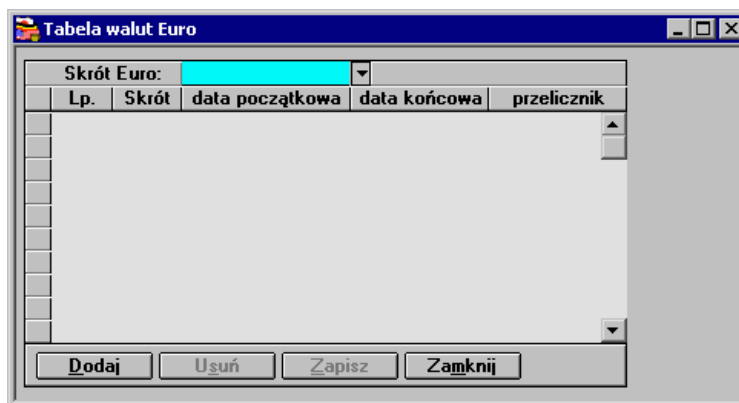 Tabela walut Euro
Skrót Euro:
Lp. Skrót data początkowa data końcowa przelicznik
Dodaj Usuń Zapisz Zamknij